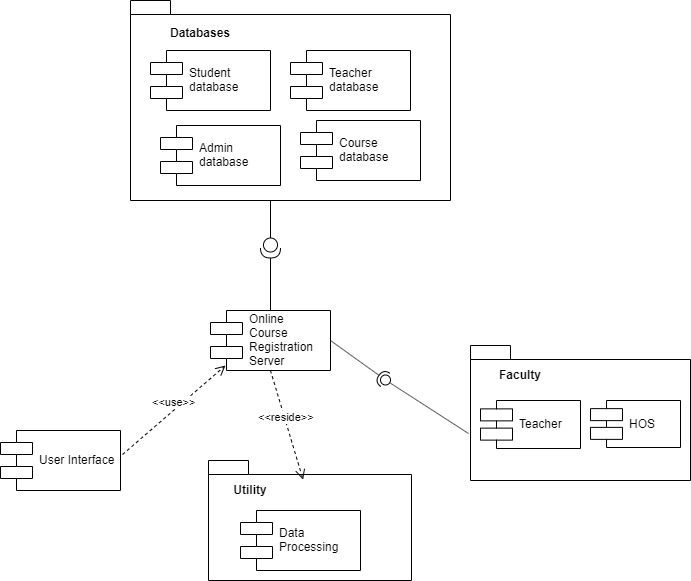 Databases
Student
database
Teacher
database
Admin
database
Course
database
Online
Course
Registration
Server
Faculty
<<use>>
<<reside>>
Teacher
HOS
User Interface
Utility
Data
Processing